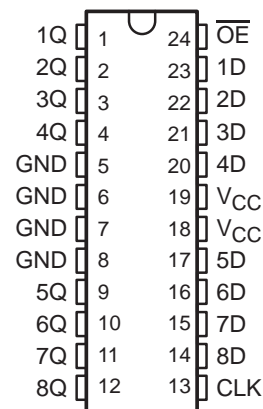 1Q 1 24 O̅E̅
2Q 2 23 1D
3Q 3 22 2D
4Q 4 21 3D
GND 5 20 4D
GND 6 19 VCC
GND 7 18 VCC
GND 8 17 5D
5Q 9 16 6D
6Q 10 15 7D
7Q 11 14 8D
8Q 12 13 CLK